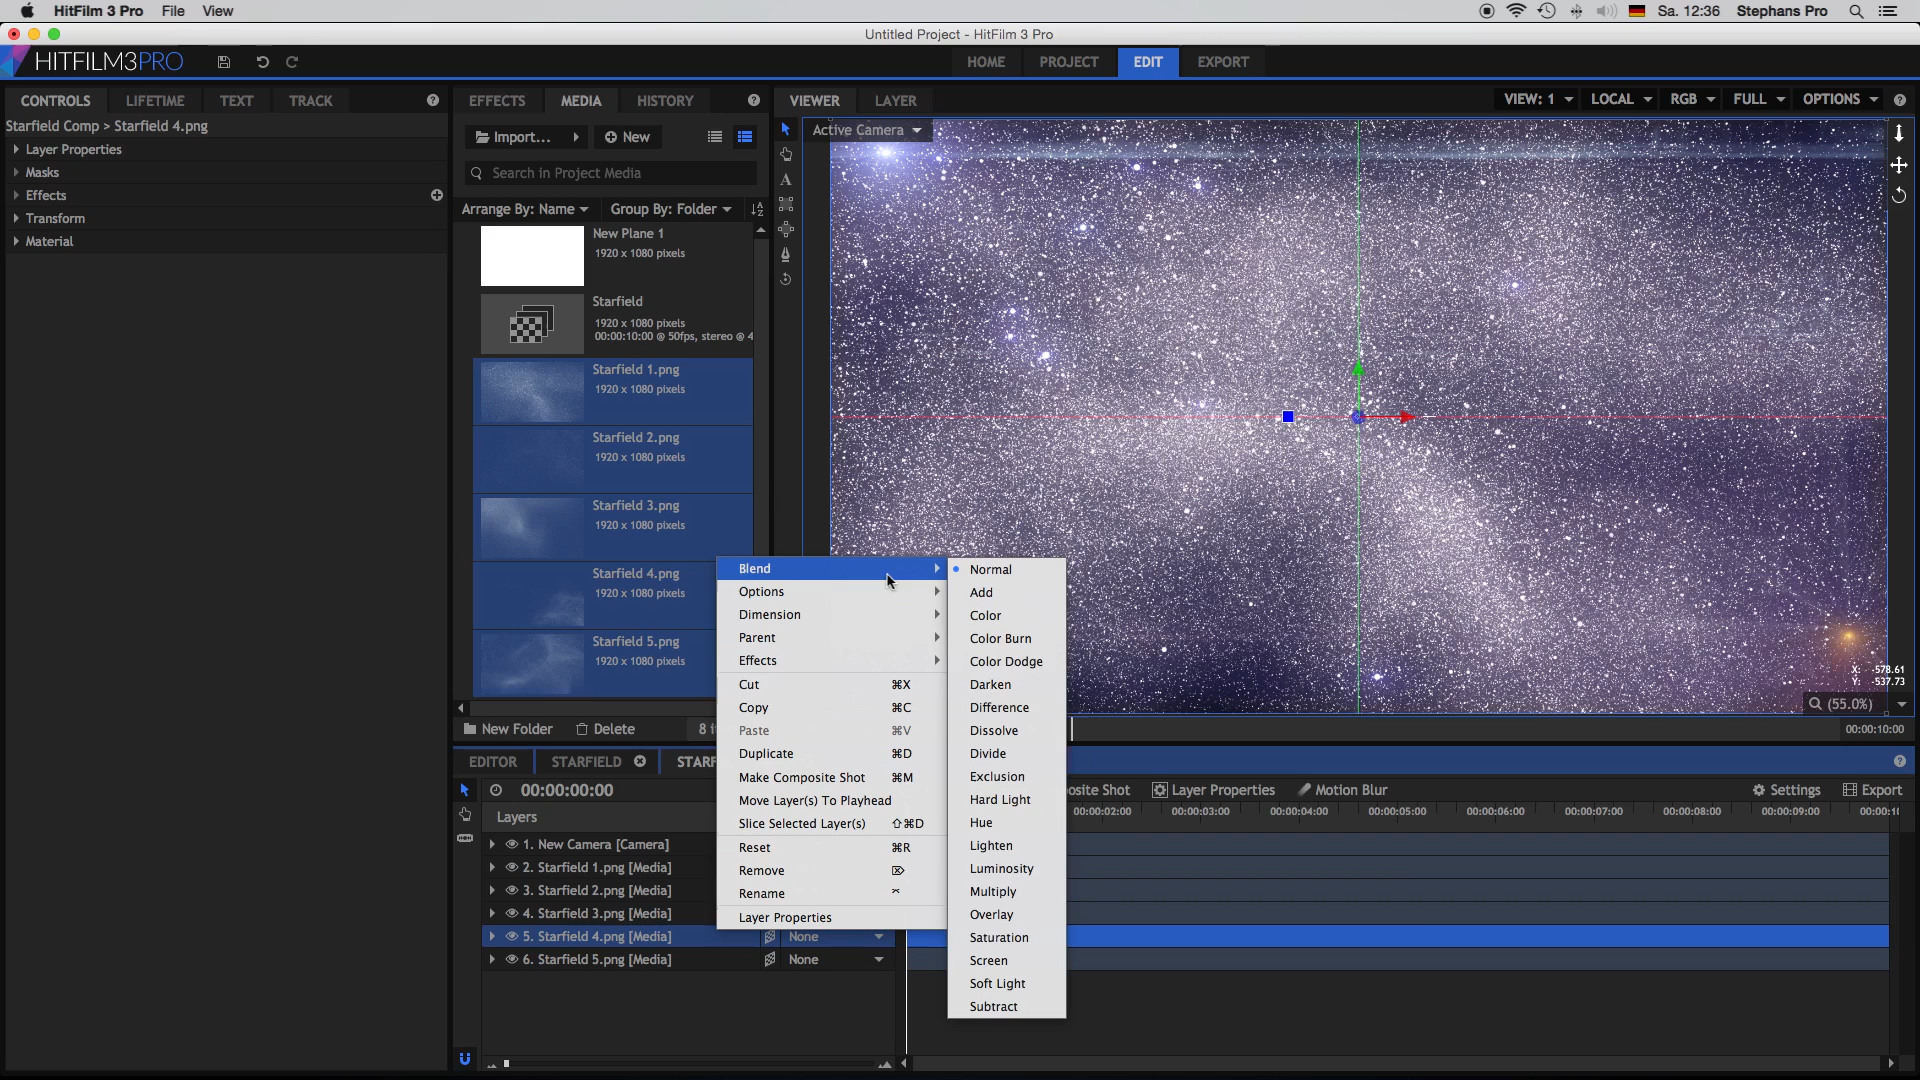 HitFilm 3 Pro File View Sa. 12:36 Stephans Pro
Untitled Project - HitFilm 3 Pro
HITFILM3PRO HOME PROJECT EDIT EXPORT
CONTROLS LIFETIME TEXT TRACK
Starfield Comp > Starfield 4.png
Layer Properties
Masks
Effects
Transform
Material
EFFECTS MEDIA HISTORY
Import... New
Search in Project Media
Arrange By: Name Group By: Folder
New Plane 1
1920 x 1080 pixels
Starfield
1920 x 1080 pixels
00:00:10:00 @ 50fps, stereo @ 4
Starfield 1.png
1920 x 1080 pixels
Starfield 2.png
1920 x 1080 pixels
Starfield 3.png
1920 x 1080 pixels
Starfield 4.png
1920 x 1080 pixels
Starfield 5.png
1920 x 1080 pixels
New Folder Delete 8
VIEWER LAYER VIEW: 1 LOCAL RGB FULL OPTIONS
Active Camera
X: -578.61
Y: -537.73
(55.0%)
00:00:10:00
Blend
Options
Dimension
Parent
Effects
Cut ⌘X
Copy ⌘C
Paste ⌘V
Duplicate ⌘D
Make Composite Shot ⌘M
Move Layer(s) To Playhead
Slice Selected Layer(s) ⇧⌘D
Reset ⌘R
Remove ⌦
Rename
Layer Properties
Normal
Add
Color
Color Burn
Color Dodge
Darken
Difference
Dissolve
Divide
Exclusion
Hard Light
Hue
Lighten
Luminosity
Multiply
Overlay
Saturation
Screen
Soft Light
Subtract
EDITOR STARFIELD STARF
00:00:00:00
osite Shot Layer Properties Motion Blur Settings Export
Layers
00:00:02:00 00:00:03:00 00:00:04:00 00:00:05:00 00:00:06:00 00:00:07:00 00:00:08:00 00:00:09:00 00:00:10
1. New Camera [Camera]
2. Starfield 1.png [Media]
3. Starfield 2.png [Media]
4. Starfield 3.png [Media]
5. Starfield 4.png [Media] None
6. Starfield 5.png [Media] None